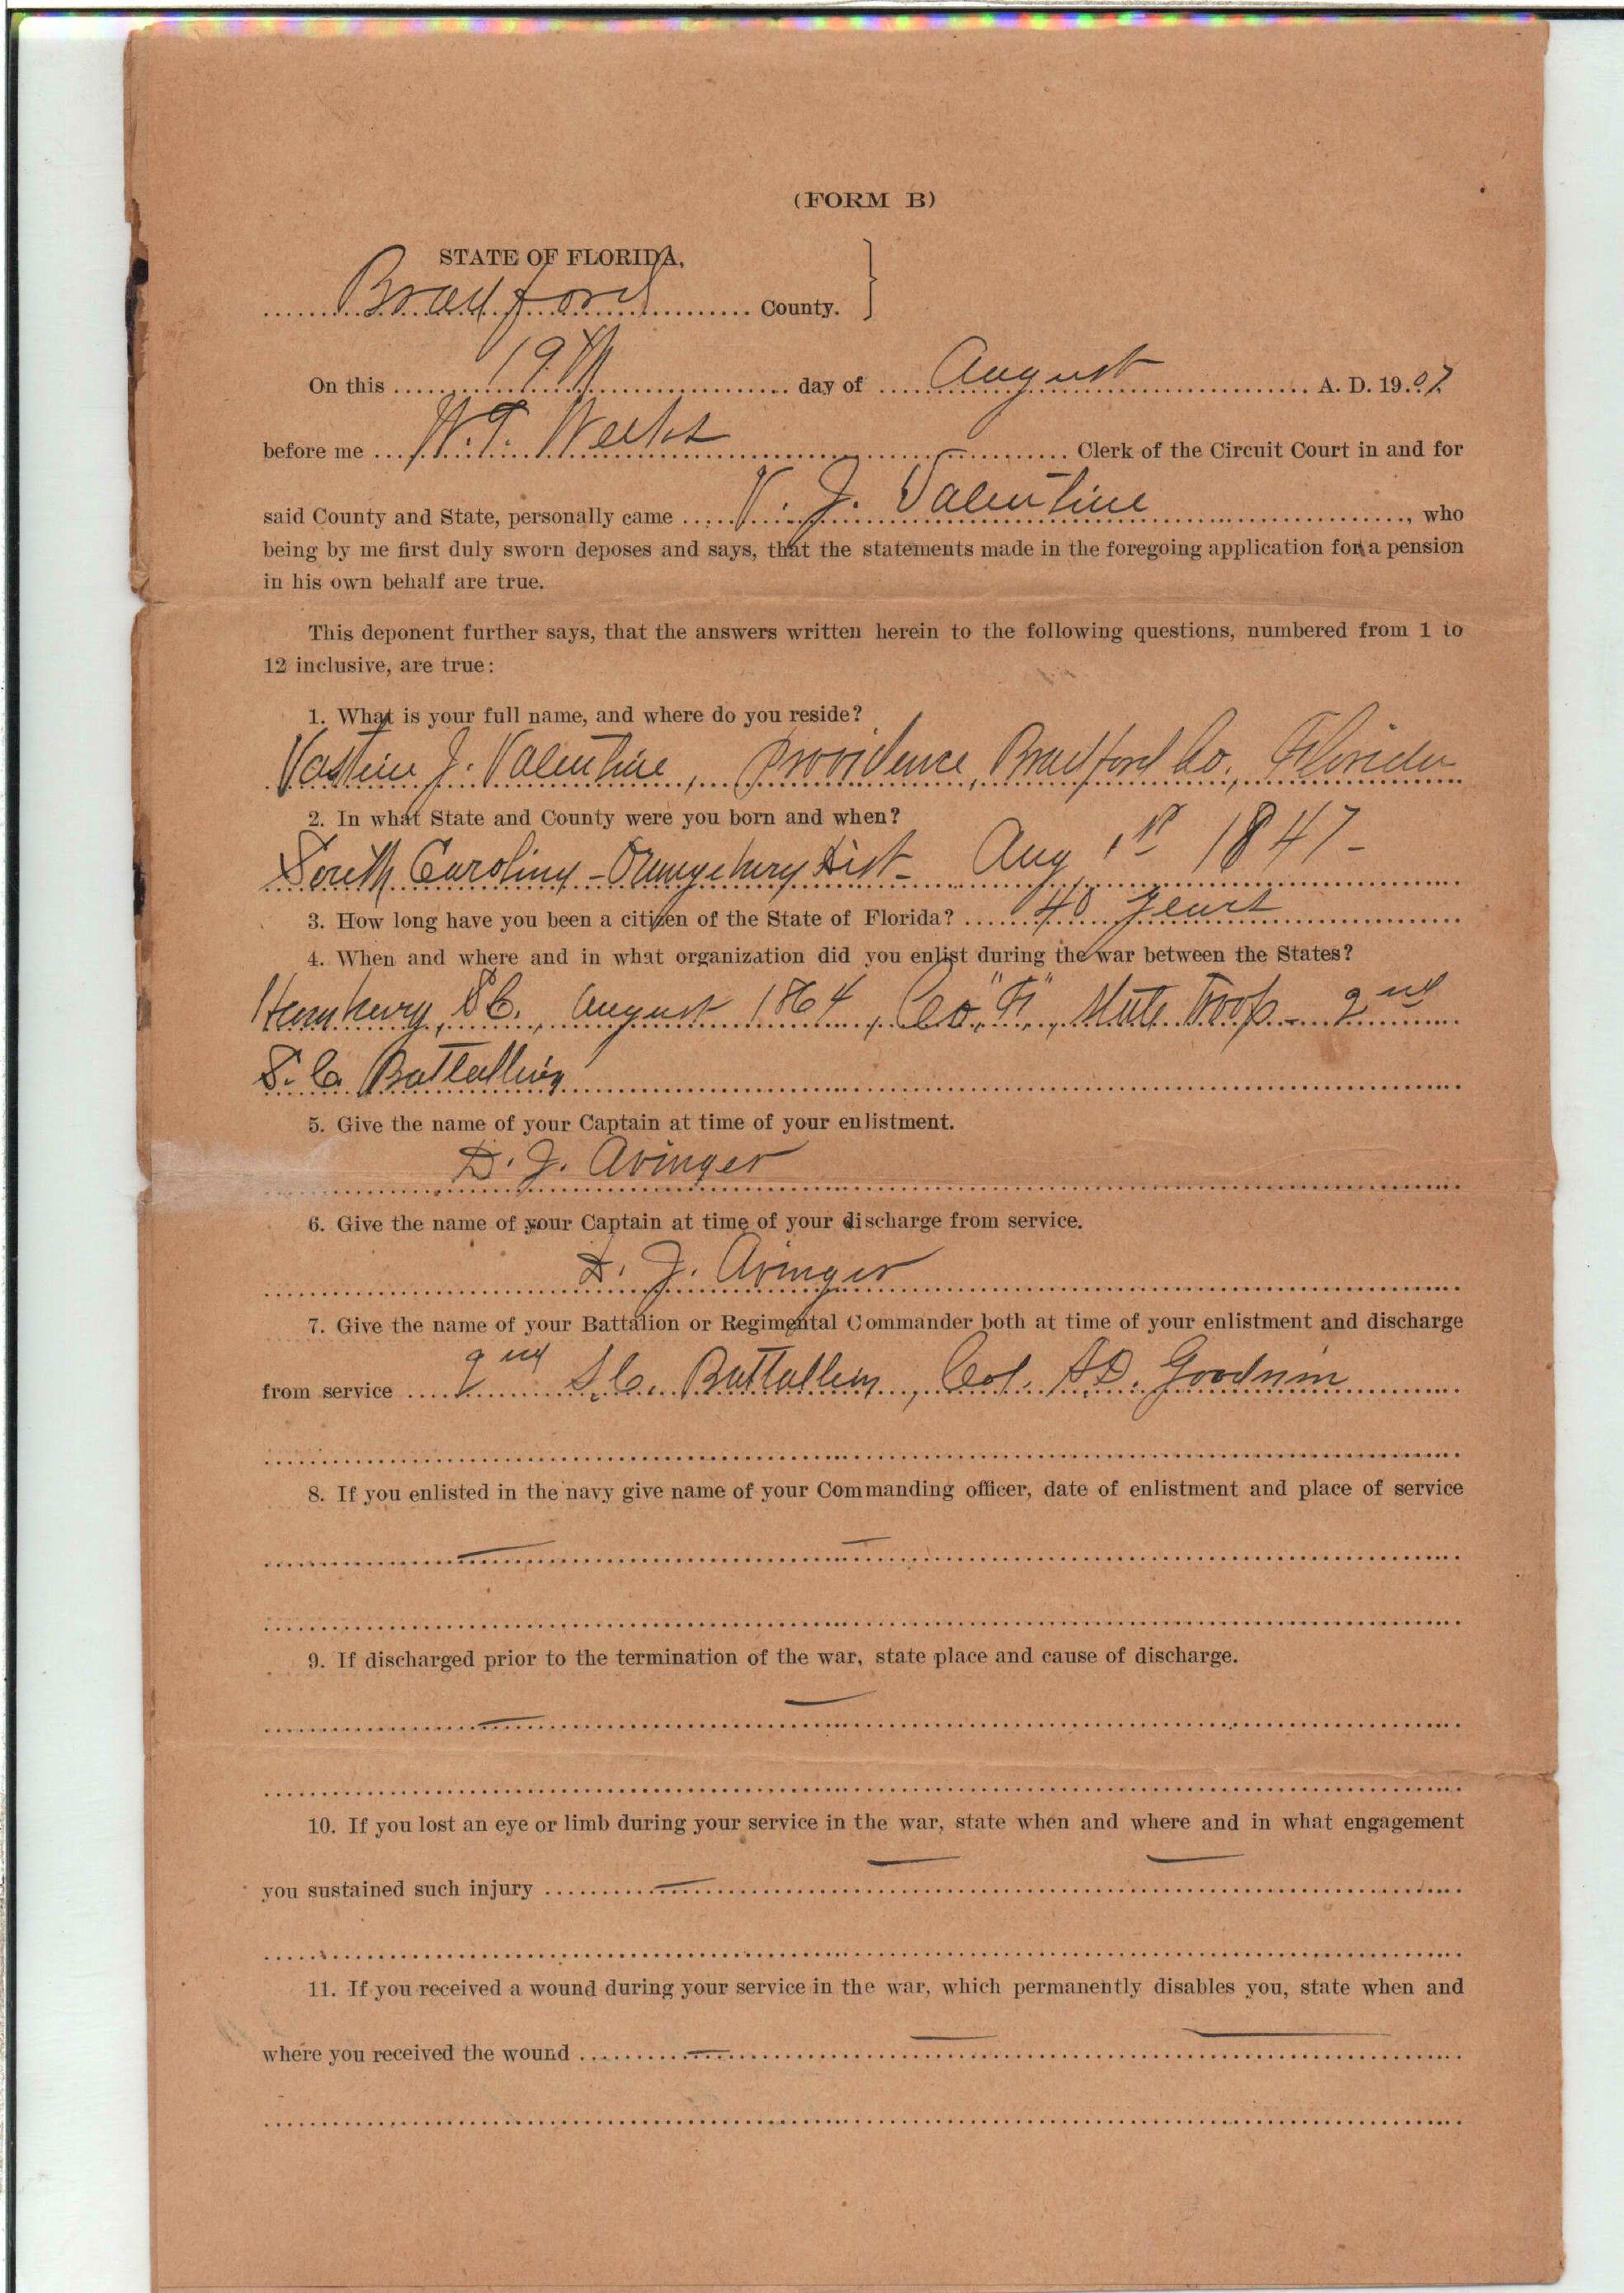 (FORM B)
STATE OF FLORIDA,
Bradford County.
On this 19th day of August A. D. 1907
before me W. T. Weeks Clerk of the Circuit Court in and for
said County and State, personally came V. J. Valentine, who
being by me first duly sworn deposes and says, that the statements made in the foregoing application for a pension
in his own behalf are true.
This deponent further says, that the answers written herein to the following questions, numbered from 1 to
12 inclusive, are true:
1. What is your full name, and where do you reside?
J. Valentine, Providence, Bradford Co., Florida
2. In what State and County were you born and when?
South Carolina - Orangeburg Dist - Aug 1st 1847 -
3. How long have you been a citizen of the State of Florida? 40 years
4. When and where and in what organization did you enlist during the war between the States?
Hamburg, S.C., August 1864, Co. State Troop - 2nd
S. C. Battallion
5. Give the name of your Captain at time of your enlistment.
D. J. Avinger
6. Give the name of your Captain at time of your discharge from service.
D. J. Avinger
7. Give the name of your Battalion or Regimental Commander both at time of your enlistment and discharge
from service 2nd S.C. Battallion, Col. A.D. Goodwin
8. If you enlisted in the navy give name of your Commanding officer, date of enlistment and place of service
9. If discharged prior to the termination of the war, state place and cause of discharge.
10. If you lost an eye or limb during your service in the war, state when and where and in what engagement
you sustained such injury
11. If you received a wound during your service in the war, which permanently disables you, state when and
where you received the wound